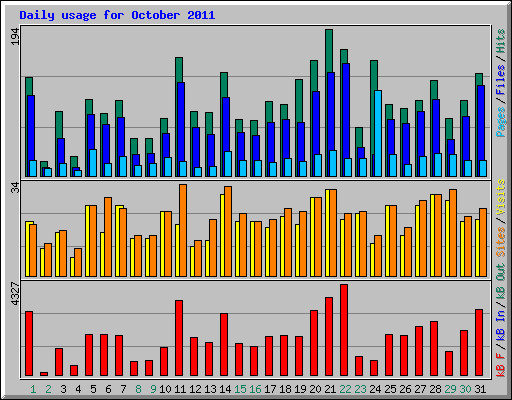 Daily usage for October 2011
194
34
4327
Pages / Files / Hits
Sites / Visits
kB F / kB In / kB Out
1 2 3 4 5 6 7 8 9 10 11 12 13 14 15 16 17 18 19 20 21 22 23 24 25 26 27 28 29 30 31